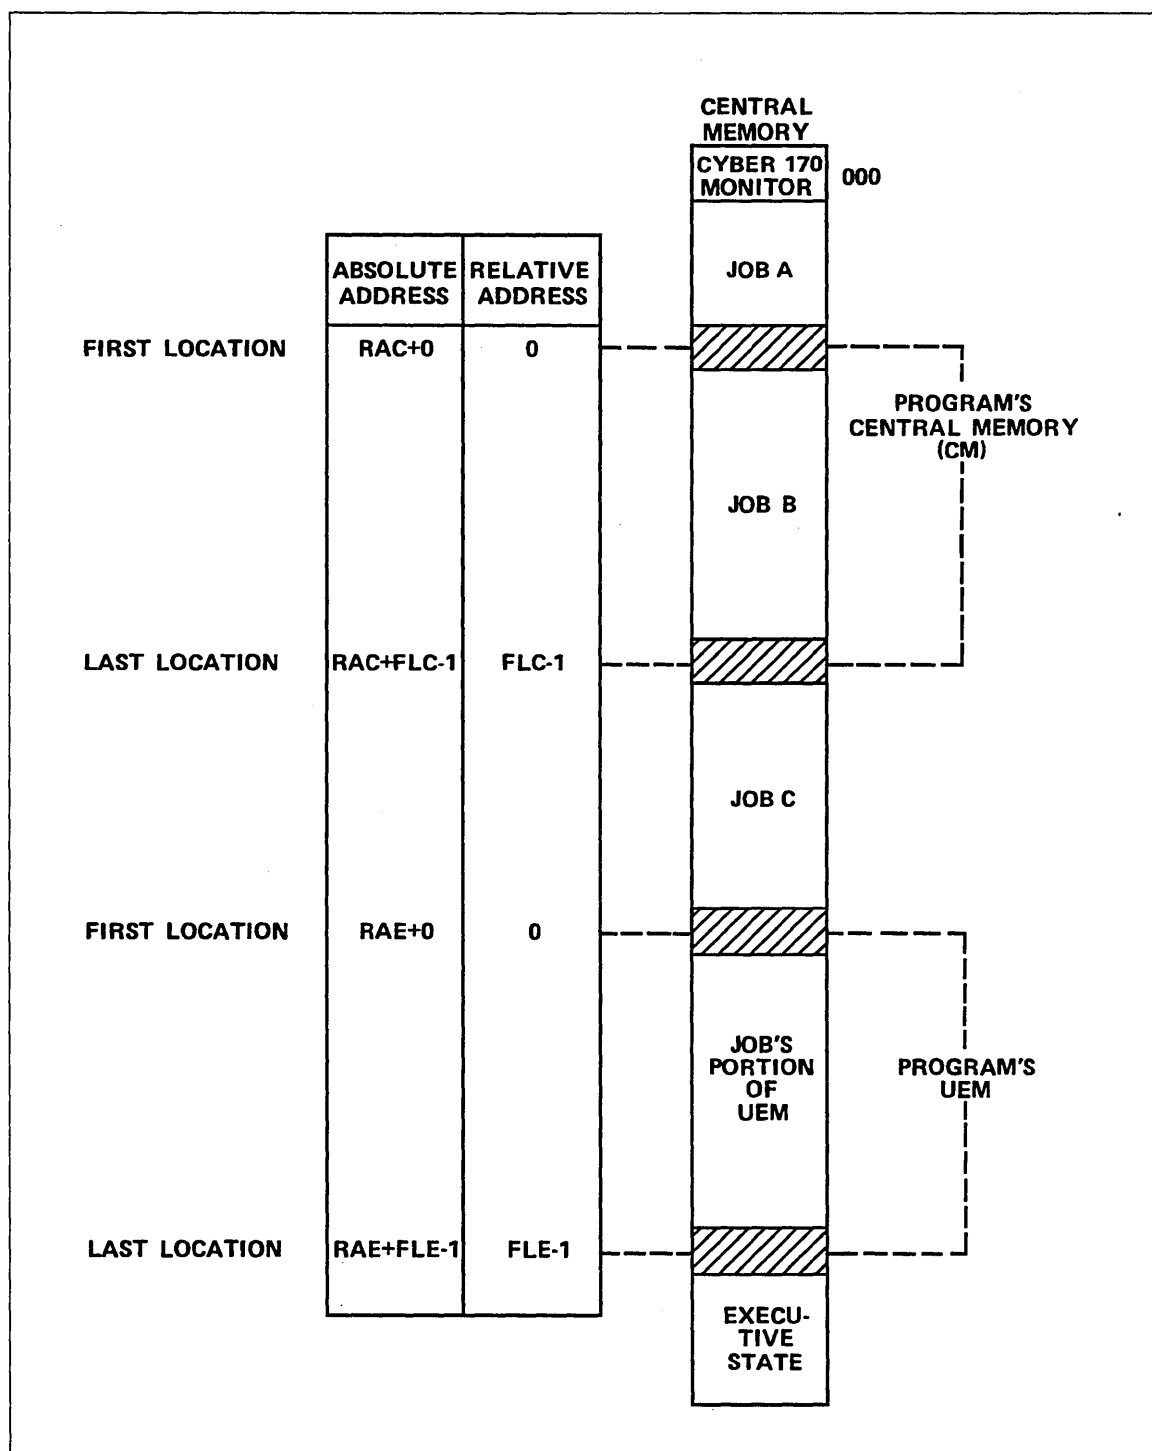 CENTRAL
MEMORY
CYBER 170
MONITOR
000
JOB A
ABSOLUTE
ADDRESS
RELATIVE
ADDRESS
FIRST LOCATION
RAC+0
0
PROGRAM'S
CENTRAL MEMORY
(CM)
JOB B
LAST LOCATION
RAC+FLC-1
FLC-1
JOB C
FIRST LOCATION
RAE+0
0
JOB'S
PORTION
OF
UEM
PROGRAM'S
UEM
LAST LOCATION
RAE+FLE-1
FLE-1
EXECU-
TIVE
STATE